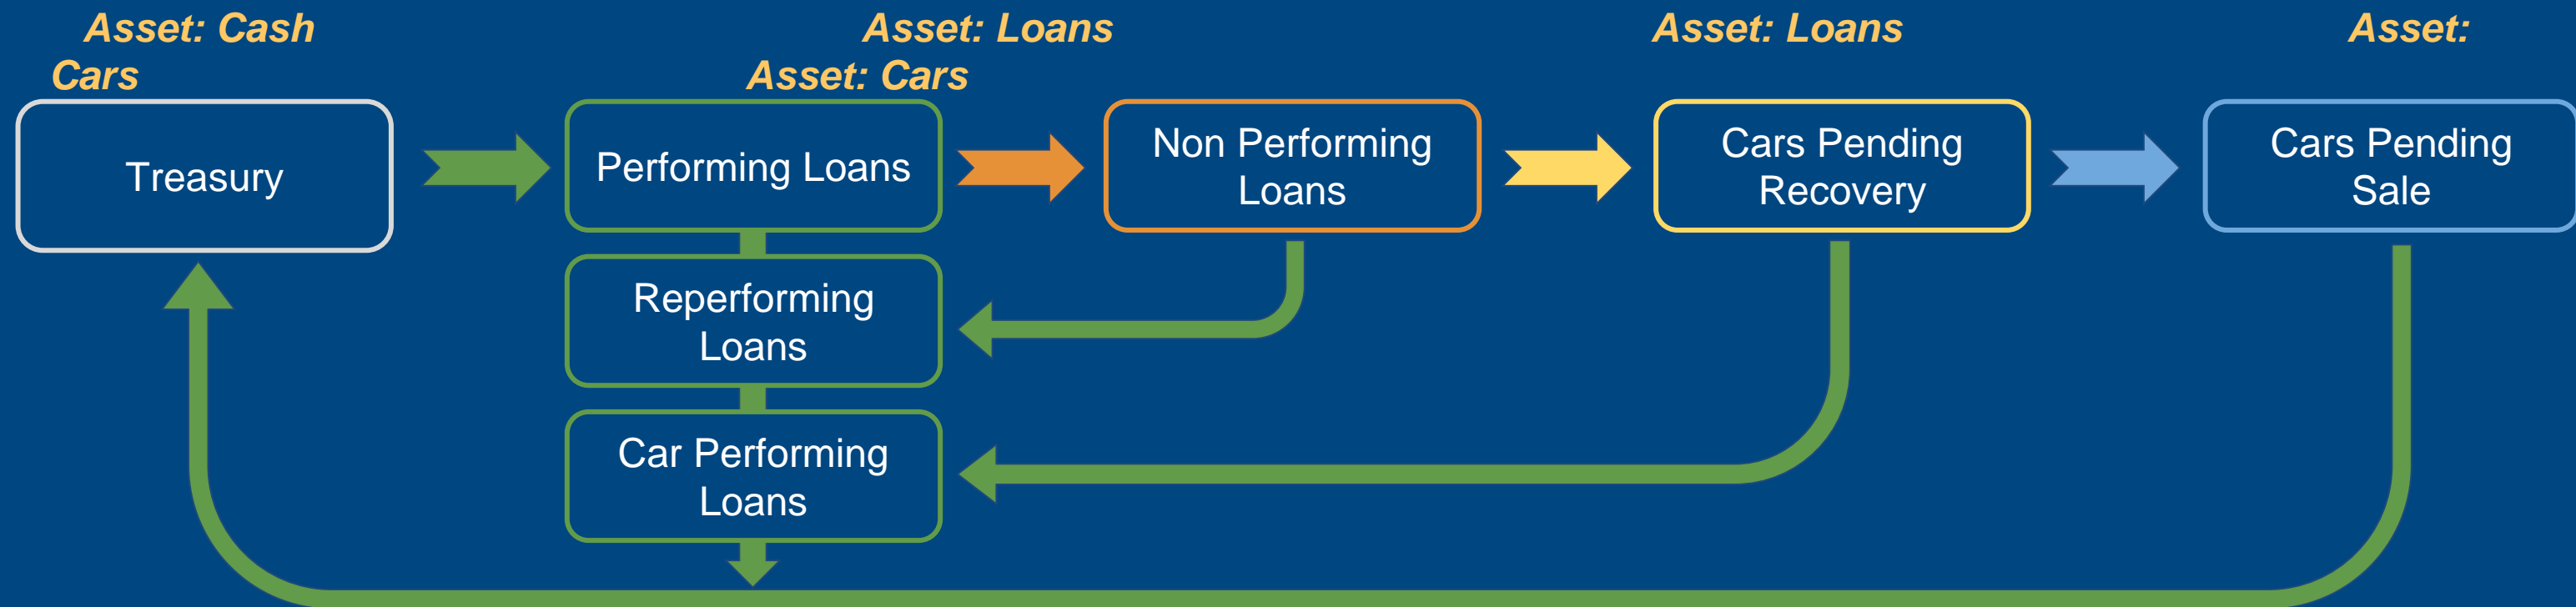 Asset: Cash Asset: Loans Asset: Loans Asset:
Cars Asset: Cars
Treasury
Performing Loans
Non Performing
Loans
Cars Pending
Recovery
Cars Pending
Sale
Reperforming
Loans
Car Performing
Loans